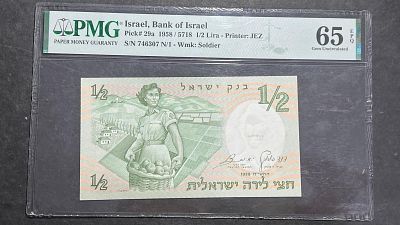 PMG
PAPER MONEY GUARANTY
Israel, Bank of Israel
Pick# 29a 1958 / 5718 1/2 Lira - Printer: JEZ
S/N 746307 N/1 - Wmk: Soldier
65 EPQ
Gem Uncirculated
1/2
בנק ישראל
1/2
1/2
1958
חצי לירה ישראלית